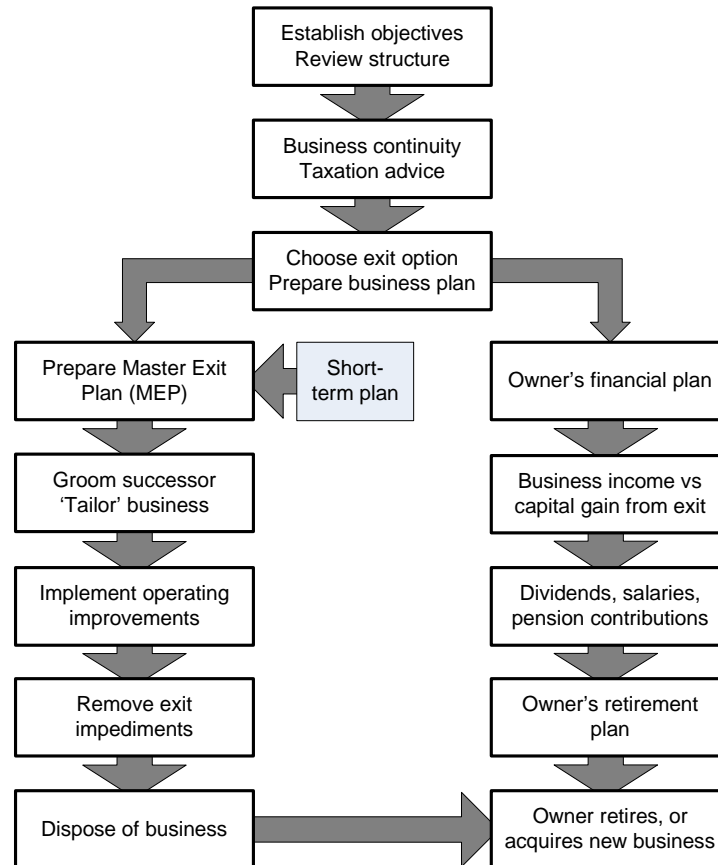 Establish objectives
Review structure
Business continuity
Taxation advice
Choose exit option
Prepare business plan
Prepare Master Exit
Plan (MEP)
Short-
term plan
Owner’s financial plan
Groom successor
‘Tailor’ business
Business income vs
capital gain from exit
Implement operating
improvements
Dividends, salaries,
pension contributions
Remove exit
impediments
Owner’s retirement
plan
Dispose of business
Owner retires, or
acquires new business